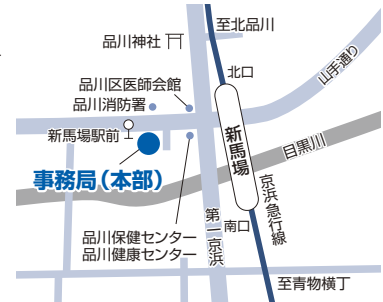 品川神社
至北品川
山手通り
北口
品川区医師会館
品川消防署
新馬場駅前
新馬場
目黒川
事務局（本部）
京浜急行線
第一京浜
南口
品川保健センター
品川健康センター
至青物横丁